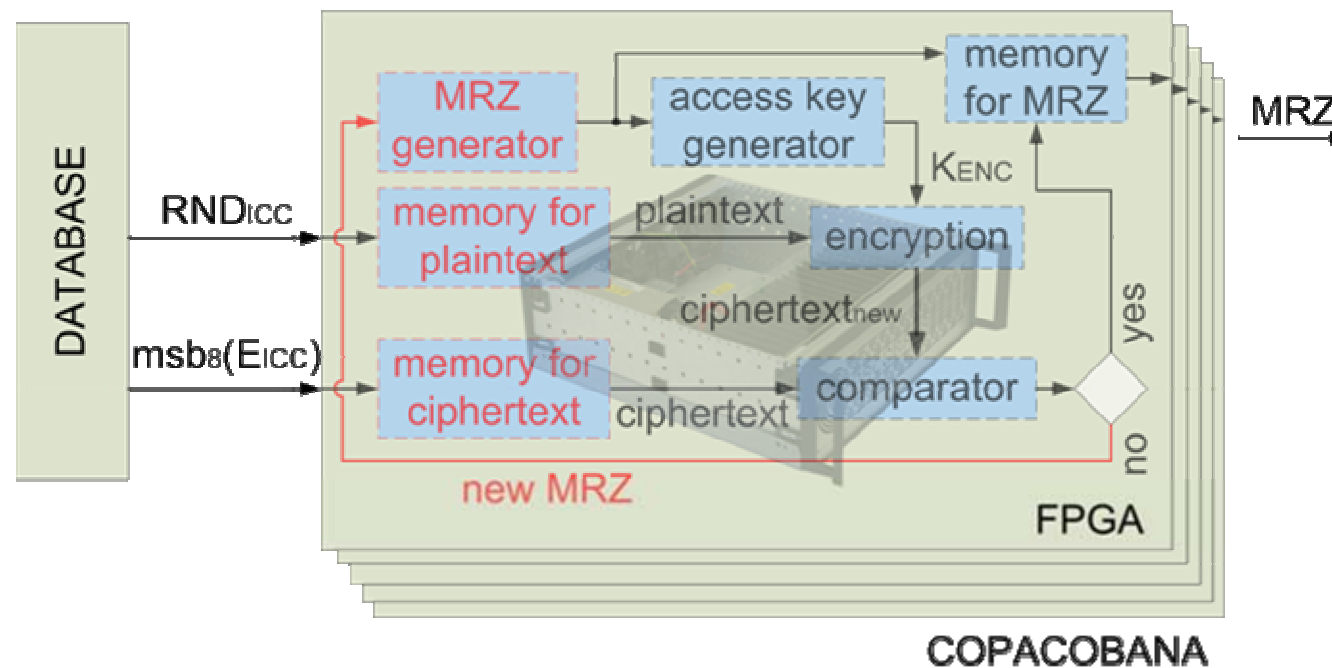 DATABASE
RNDICC
msb8(EICC)
MRZ
generator
access key
generator
memory
for MRZ
MRZ
KENC
memory for
plaintext
plaintext
encryption
ciphertextnew
memory for
ciphertext
ciphertext
comparator
yes
no
new MRZ
FPGA
COPACOBANA